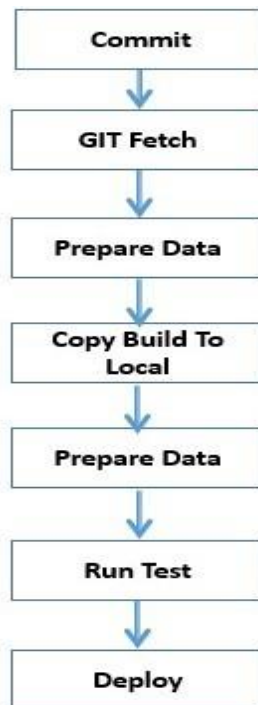 Commit
GIT Fetch
Prepare Data
Copy Build To
Local
Prepare Data
Run Test
Deploy